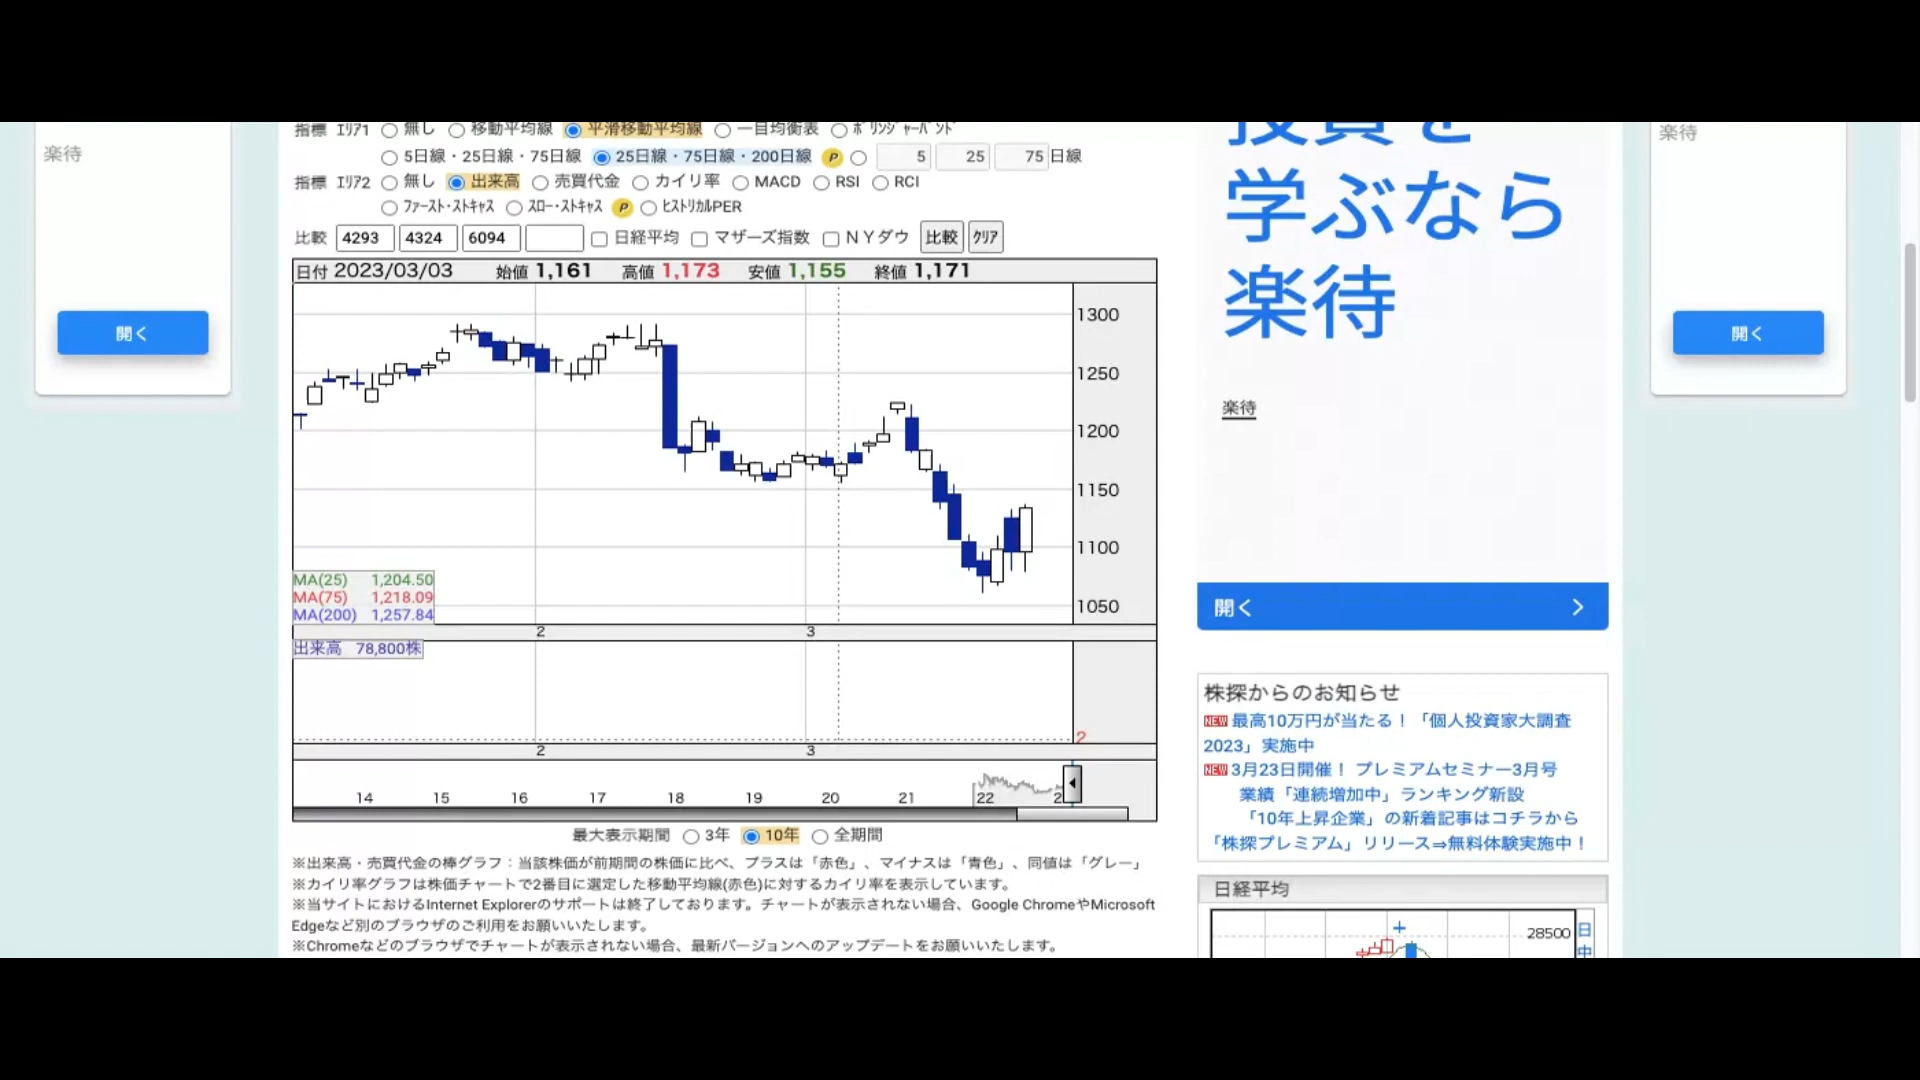 楽待
開く
指標 エリア1 無し 移動平均線 平滑移動平均線 一目均衡表 ボリンジャーバンド
5日線・25日線・75日線 25日線・75日線・200日線 P 5 25 75 日線
指標 エリア2 無し 出来高 売買代金 カイリ率 MACD RSI RCI
ファースト・ストキャス スロー・ストキャス P ヒストリカルPER
比較 4293 4324 6094 日経平均 マザーズ指数 NYダウ 比較 クリア
日付 2023/03/03 始値 1,161 高値 1,173 安値 1,155 終値 1,171
1300
1250
1200
1150
1100
1050
MA(25) 1,204.50
MA(75) 1,218.09
MA(200) 1,257.84
2 3
出来高 78,800株
2
2 3
14 15 16 17 18 19 20 21 22 2
最大表示期間 3年 10年 全期間
※出来高・売買代金の棒グラフ:当該株価が前期間の株価に比べ、プラスは「赤色」、マイナスは「青色」、同値は「グレー」
※カイリ率グラフは株価チャートで2番目に選定した移動平均線(赤色)に対するカイリ率を表示しています。
※当サイトにおけるInternet Explorerのサポートは終了しております。チャートが表示されない場合、Google ChromeやMicrosoft
Edgeなど別のブラウザのご利用をお願いいたします。
※Chromeなどのブラウザでチャートが表示されない場合、最新バージョンへのアップデートをお願いいたします。
投資を
学ぶなら
楽待
楽待
開く
株探からのお知らせ
NEW 最高10万円が当たる!「個人投資家大調査
2023」実施中
NEW 3月23日開催! プレミアムセミナー3月号
業績「連続増加中」ランキング新設
「10年上昇企業」の新着記事はコチラから
「株探プレミアム」リリース⇒無料体験実施中!
日経平均
28500
日
中
楽待
開く